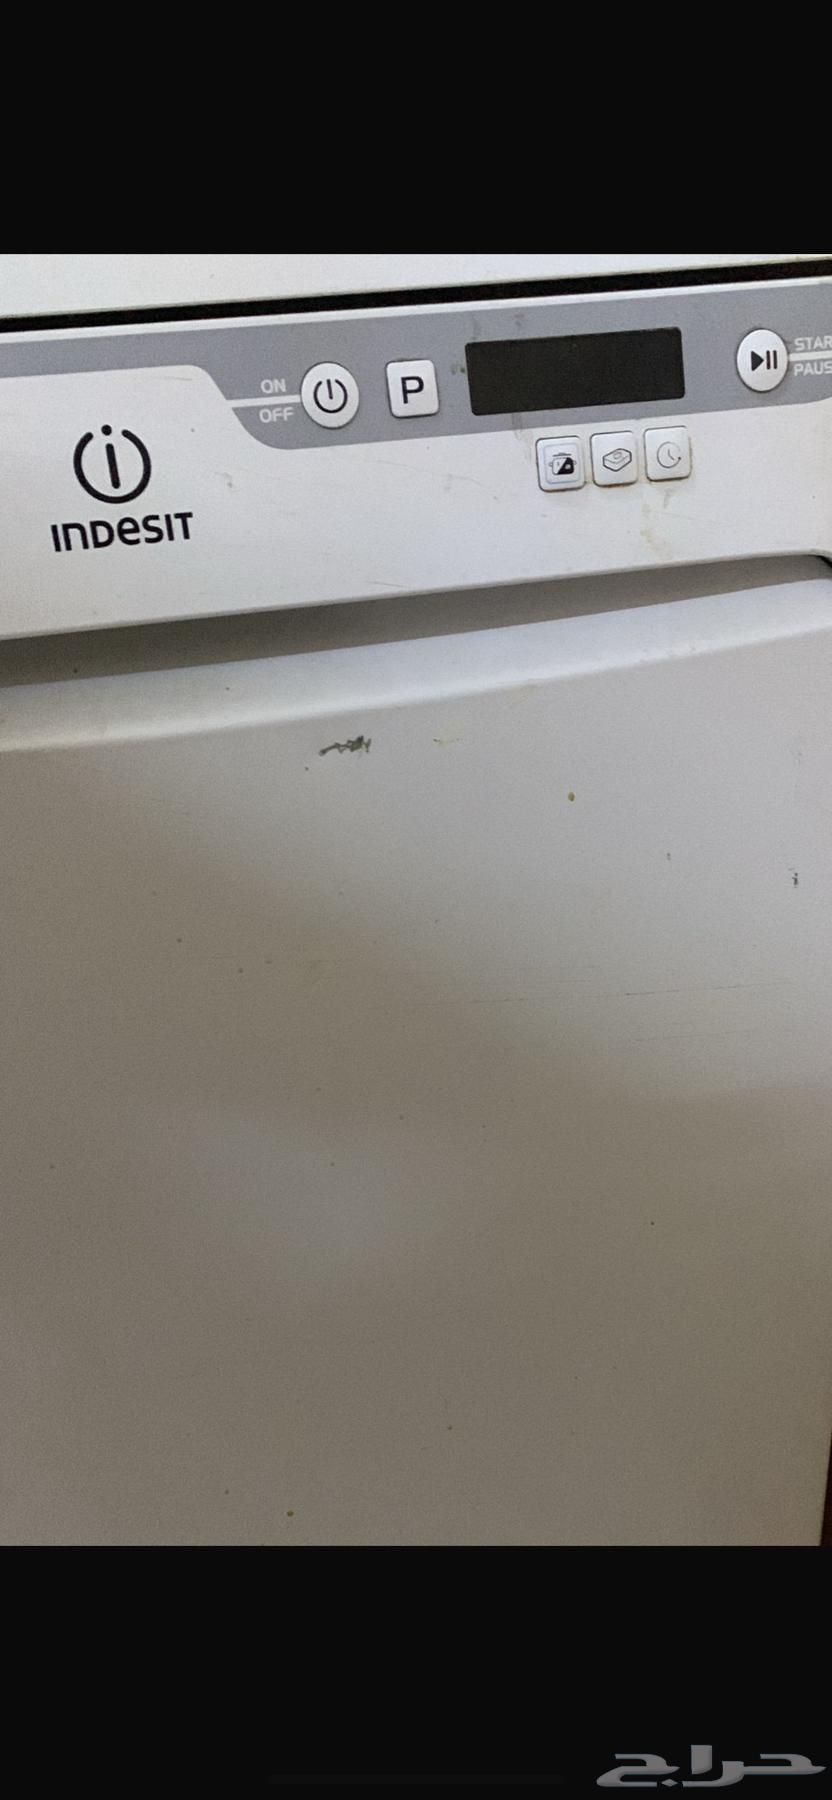 ON
OFF
P
STAR
PAUS
INDESIT
حراج